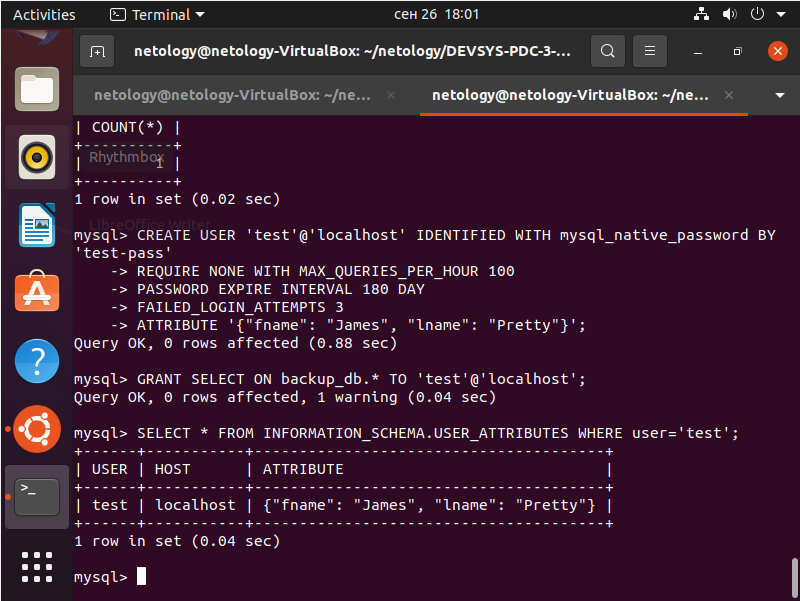 Activities
Terminal
сен 26 18:01
netology@netology-VirtualBox: ~/netology/DEVSYS-PDC-3-...
netology@netology-VirtualBox: ~/ne...
netology@netology-VirtualBox: ~/ne...
| COUNT(*) |
+----------+
Rhythmbox
|        1 |
+----------+
1 row in set (0.02 sec)
LibreOffice Writer
mysql> CREATE USER 'test'@'localhost' IDENTIFIED WITH mysql_native_password BY
'test-pass'
    -> REQUIRE NONE WITH MAX_QUERIES_PER_HOUR 100
    -> PASSWORD EXPIRE INTERVAL 180 DAY
    -> FAILED_LOGIN_ATTEMPTS 3
    -> ATTRIBUTE '{"fname": "James", "lname": "Pretty"}';
Query OK, 0 rows affected (0.88 sec)
mysql> GRANT SELECT ON backup_db.* TO 'test'@'localhost';
Query OK, 0 rows affected, 1 warning (0.04 sec)
mysql> SELECT * FROM INFORMATION_SCHEMA.USER_ATTRIBUTES WHERE user='test';
+------+-----------+---------------------------------------+
| USER | HOST      | ATTRIBUTE                             |
+------+-----------+---------------------------------------+
| test | localhost | {"fname": "James", "lname": "Pretty"} |
+------+-----------+---------------------------------------+
1 row in set (0.04 sec)
mysql>